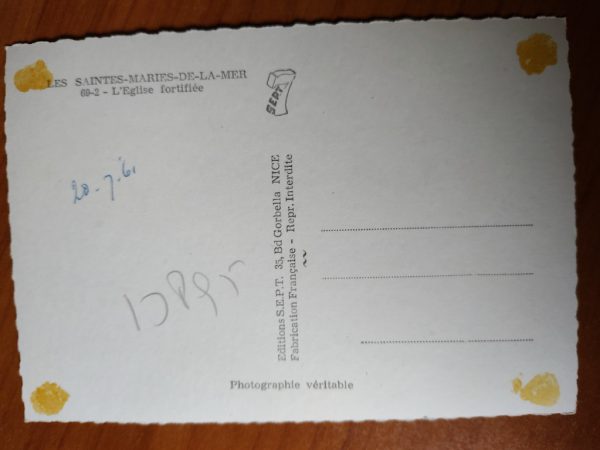 LES SAINTES-MARIES-DE-LA-MER
69-2 - L'Eglise fortifiée
20-7-61
Editions S.E.P.T. 35, Bd Gorbella NICE
Fabrication Française - Repr. Interdite
Photographie véritable